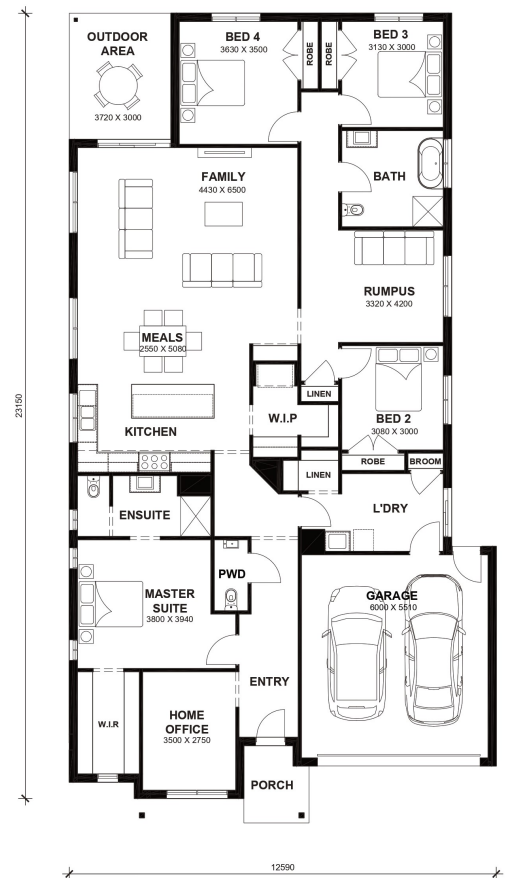 OUTDOOR
AREA
3720 X 3000
BED 4
3630 X 3500
ROBE
ROBE
BED 3
3130 X 3000
BATH
FAMILY
4430 X 6500
RUMPUS
3320 X 4200
MEALS
2550 X 5080
LINEN
W.I.P
BED 2
3080 X 3000
KITCHEN
ROBE
BROOM
LINEN
ENSUITE
L'DRY
PWD
MASTER
SUITE
3800 X 3940
GARAGE
6000 X 5510
ENTRY
W.I.R
HOME
OFFICE
3500 X 2750
PORCH
23150
12590